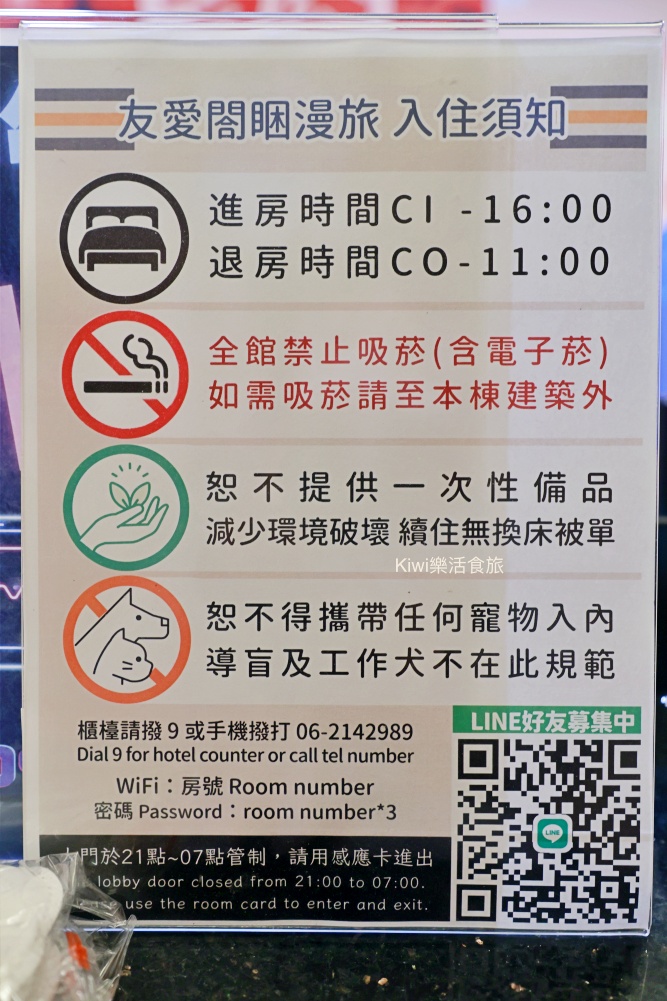 友愛閣睏漫旅 入住須知
進房時間CI -16:00
退房時間CO-11:00
全館禁止吸菸(含電子菸)
如需吸菸請至本棟建築外
恕不提供一次性備品
減少環境破壞 續住無換床被單
Kiwi樂活食旅
恕不得攜帶任何寵物入內
導盲及工作犬不在此規範
櫃檯請撥 9 或手機撥打 06-2142989
Dial 9 for hotel counter or call tel number
WiFi：房號 Room number
密碼 Password：room number*3
LINE好友募集中
LINE
門於21點~07點管制，請用感應卡進出
lobby door closed from 21:00 to 07:00.
use the room card to enter and exit.